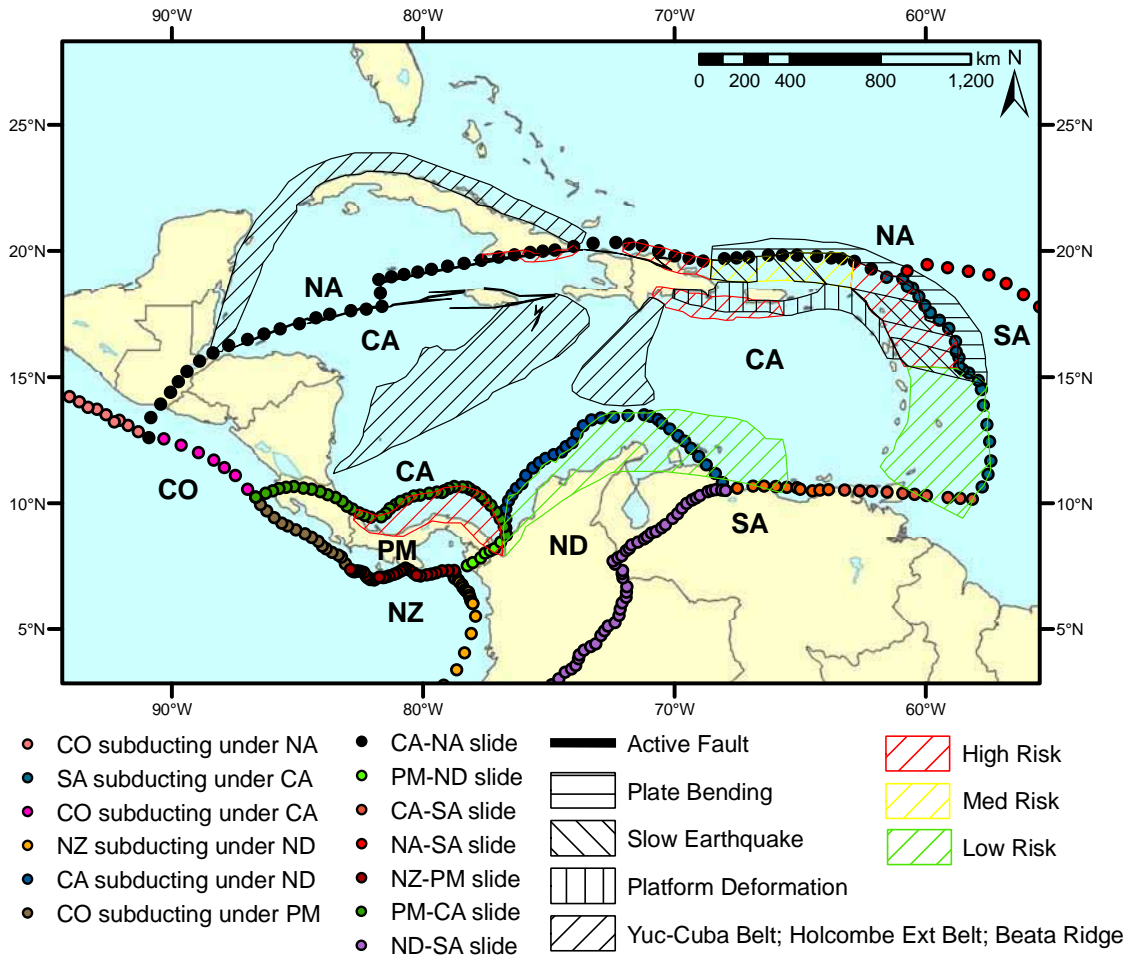 90°W 80°W 70°W 60°W
km N
0 200 400 800 1,200
25°N 25°N
20°N NA 20°N
NA SA
CA CA
15°N 15°N
CA
CO
10°N 10°N
SA
PM ND
NZ
5°N 5°N
90°W 80°W 70°W 60°W
CO subducting under NA
SA subducting under CA
CO subducting under CA
NZ subducting under ND
CA subducting under ND
CO subducting under PM
CA-NA slide
PM-ND slide
CA-SA slide
NA-SA slide
NZ-PM slide
PM-CA slide
ND-SA slide
Active Fault
Plate Bending
Slow Earthquake
Platform Deformation
Yuc-Cuba Belt; Holcombe Ext Belt; Beata Ridge
High Risk
Med Risk
Low Risk